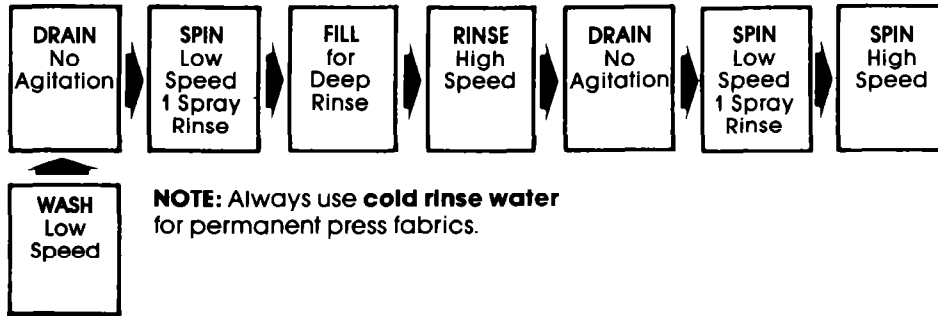 DRAIN
No
Agitation
SPIN
Low
Speed
1 Spray
Rinse
FILL
for
Deep
Rinse
RINSE
High
Speed
DRAIN
No
Agitation
SPIN
Low
Speed
1 Spray
Rinse
SPIN
High
Speed
WASH
Low
Speed
NOTE: Always use cold rinse water
for permanent press fabrics.